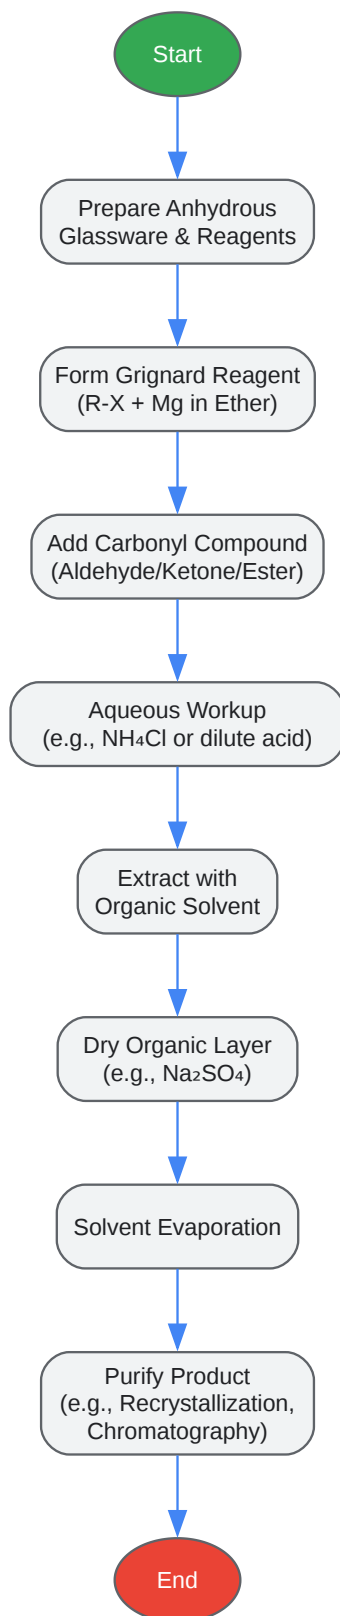 Start
Prepare Anhydrous
Glassware & Reagents
Form Grignard Reagent
(R-X + Mg in Ether)
Add Carbonyl Compound
(Aldehyde/Ketone/Ester)
Aqueous Workup
(e.g., NH₄Cl or dilute acid)
Extract with
Organic Solvent
Dry Organic Layer
(e.g., Na₂SO₄)
Solvent Evaporation
Purify Product
(e.g., Recrystallization,
Chromatography)
End